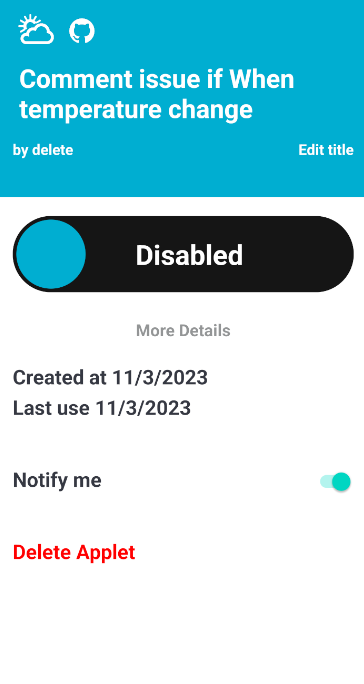 Comment issue if When
temperature change
by delete
Edit title
Disabled
More Details
Created at 11/3/2023
Last use 11/3/2023
Notify me
Delete Applet